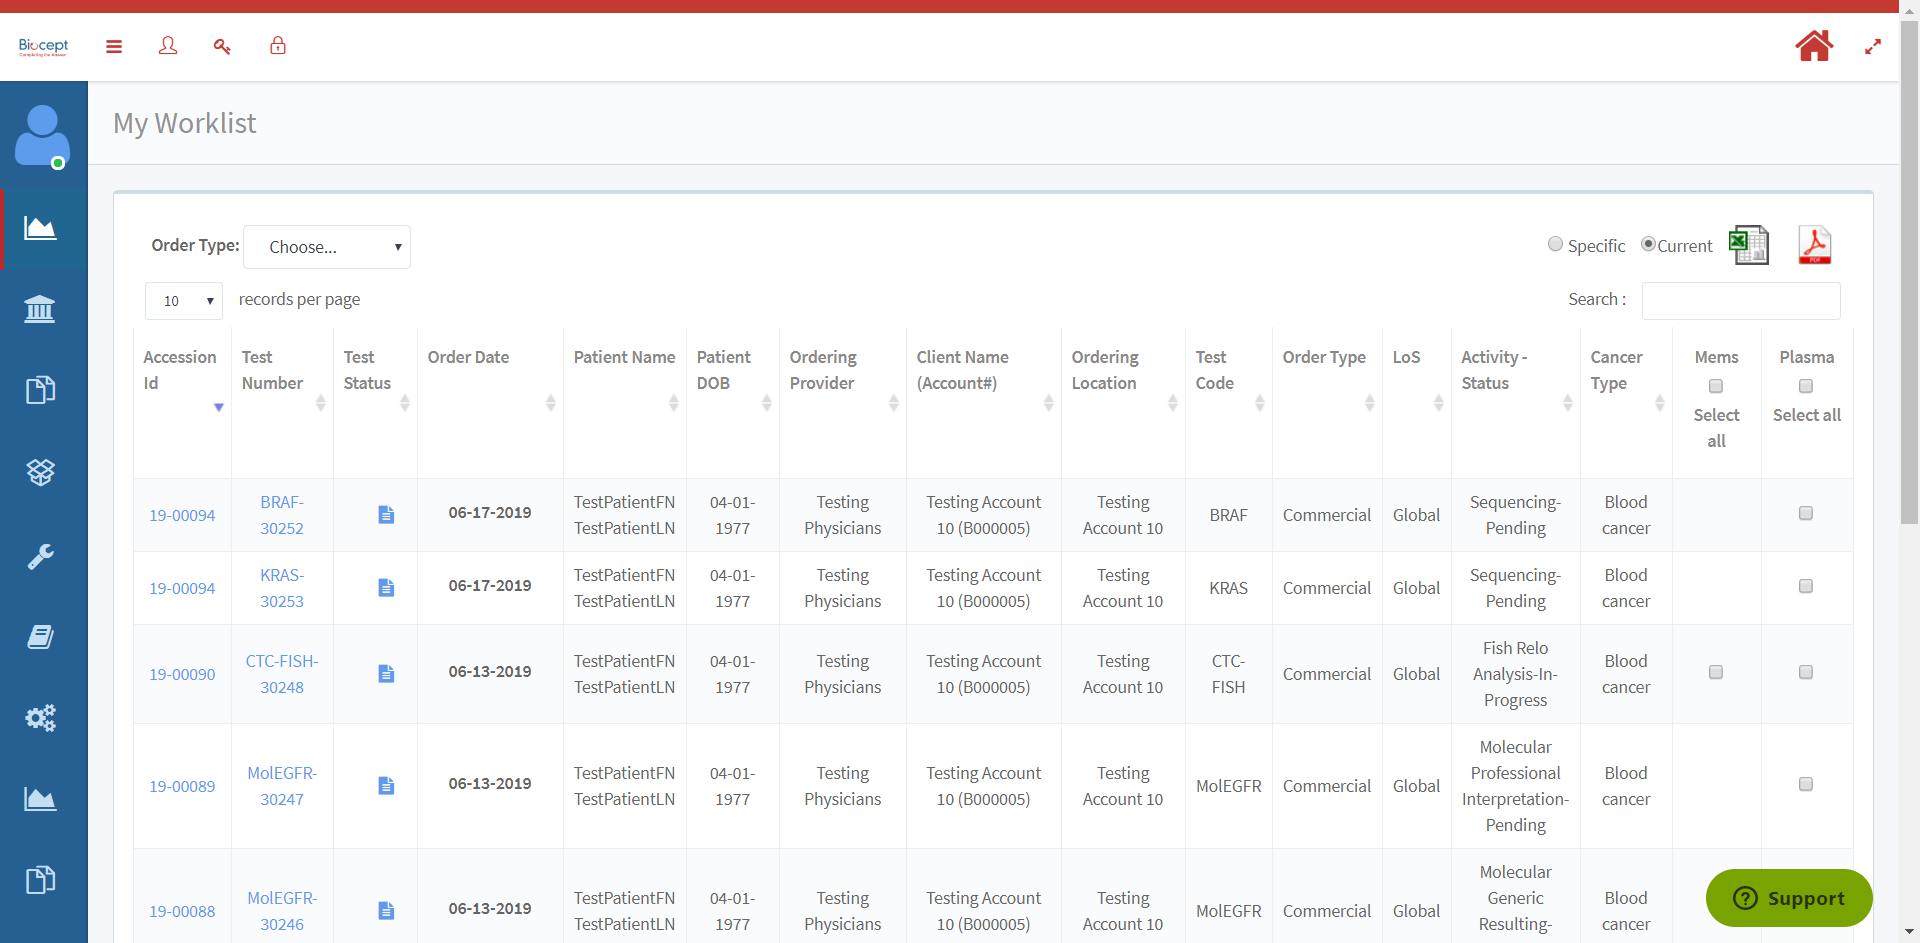 Biocept
My Worklist
Order Type: Choose...
Specific Current
10 records per page
Search :
Accession Id
Test Number
Test Status
Order Date
Patient Name
Patient DOB
Ordering Provider
Client Name (Account#)
Ordering Location
Test Code
Order Type
LoS
Activity - Status
Cancer Type
Mems Select all
Plasma Select all
19-00094 BRAF-30252 06-17-2019 TestPatientFN TestPatientLN 04-01-1977 Testing Physicians Testing Account 10 (B000005) Testing Account 10 BRAF Commercial Global Sequencing-Pending Blood cancer
19-00094 KRAS-30253 06-17-2019 TestPatientFN TestPatientLN 04-01-1977 Testing Physicians Testing Account 10 (B000005) Testing Account 10 KRAS Commercial Global Sequencing-Pending Blood cancer
19-00090 CTC-FISH-30248 06-13-2019 TestPatientFN TestPatientLN 04-01-1977 Testing Physicians Testing Account 10 (B000005) Testing Account 10 CTC-FISH Commercial Global Fish Relo Analysis-In-Progress Blood cancer
19-00089 MolEGFR-30247 06-13-2019 TestPatientFN TestPatientLN 04-01-1977 Testing Physicians Testing Account 10 (B000005) Testing Account 10 MolEGFR Commercial Global Molecular Professional Interpretation-Pending Blood cancer
19-00088 MolEGFR-30246 06-13-2019 TestPatientFN TestPatientLN 04-01-1977 Testing Physicians Testing Account 10 (B000005) Testing Account 10 MolEGFR Commercial Global Molecular Generic Resulting- Blood cancer
Support